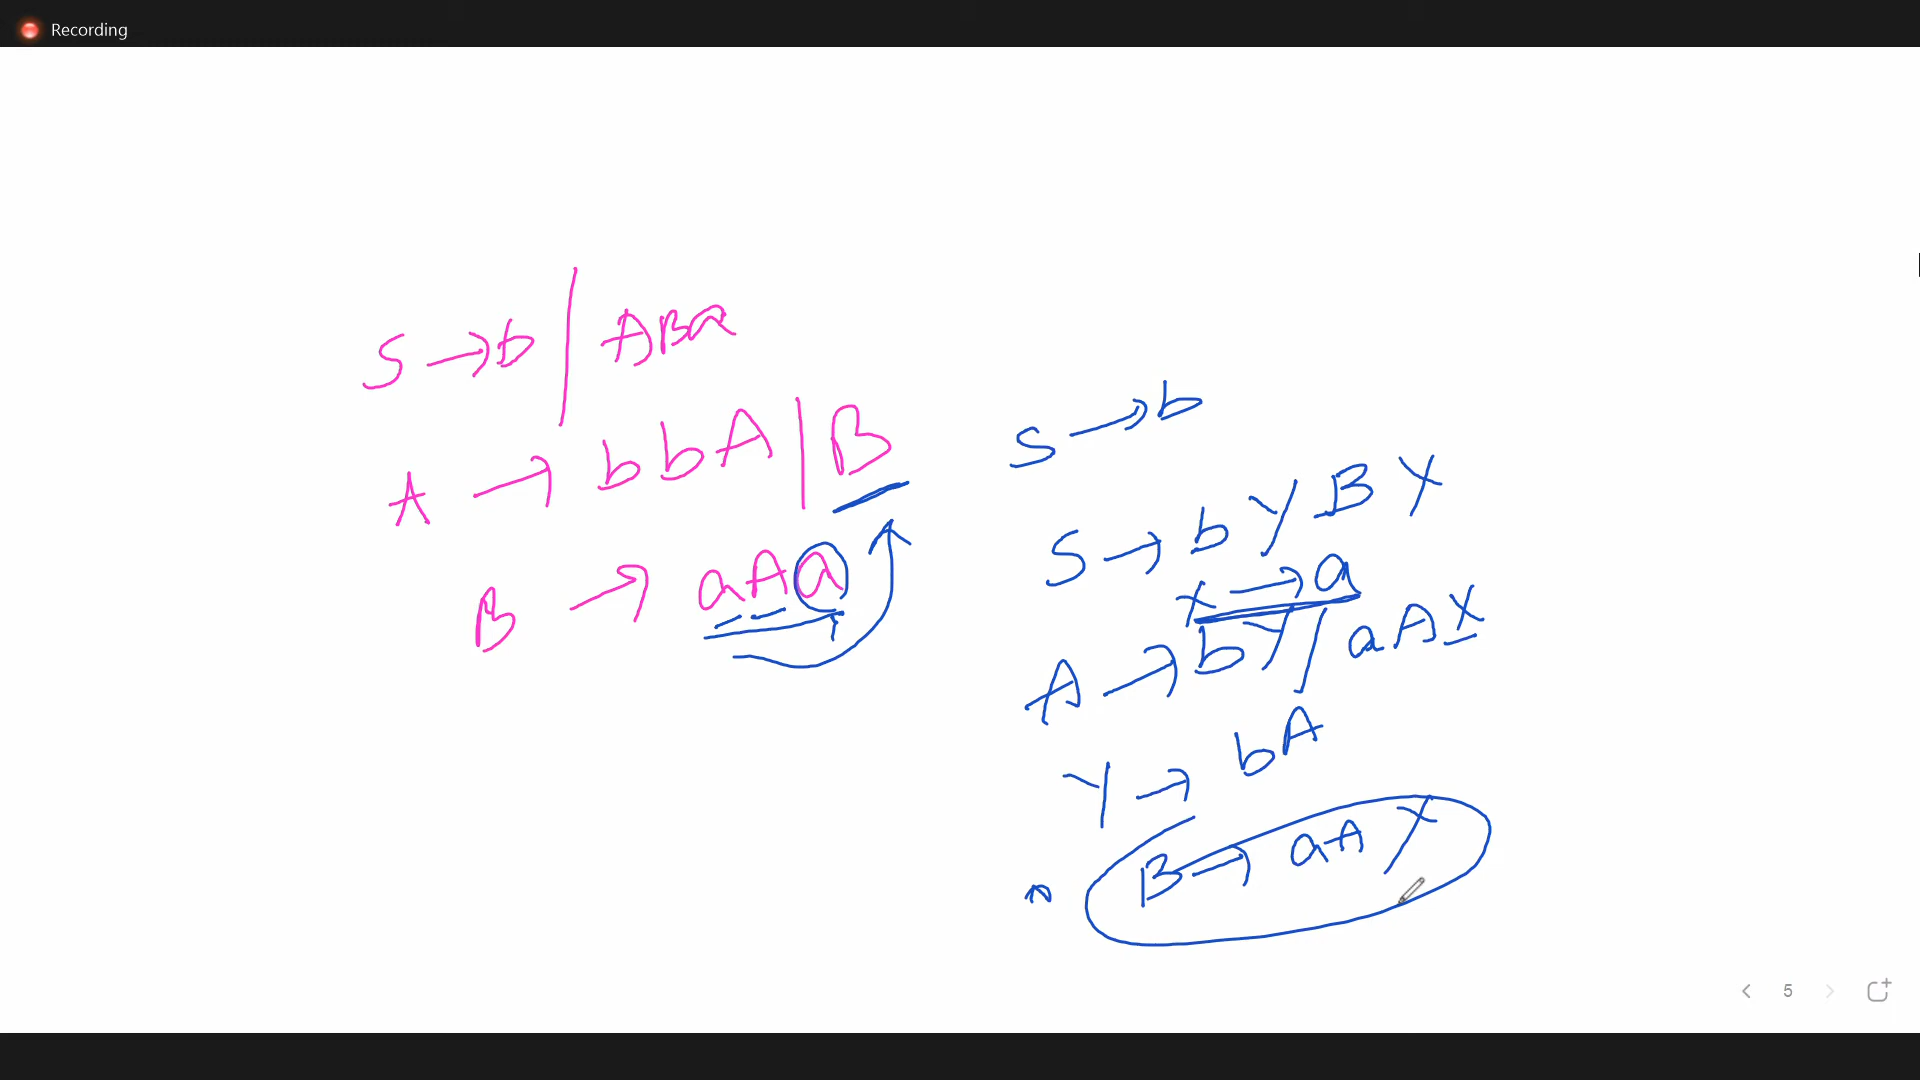 Recording
S → b | ABa
A → bbA | B
B → aAa
S → b
S → bYBX
X → a
A → bY | aAX
Y → bA
B → aAX
5